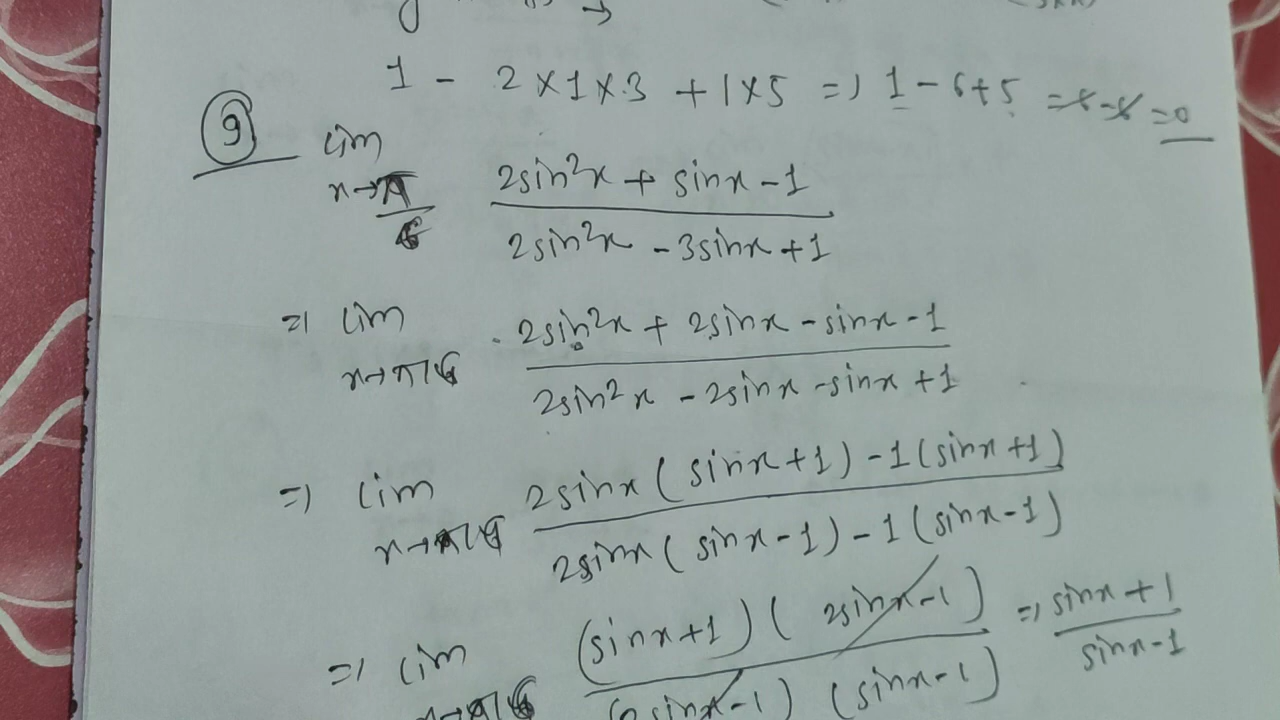 1 - 2×1×3 + 1×5 => 1-6+5 = 0
9 lim x→π/6 (2sin²x + sinx - 1)/(2sin²x - 3sinx + 1)
=> lim x→π/6 (2sin²x + 2sinx - sinx - 1)/(2sin²x - 2sinx - sinx + 1)
=> lim x→π/6 (2sinx(sinx+1) - 1(sinx+1))/(2sinx(sinx-1) - 1(sinx-1))
=> lim x→π/6 ((sinx+1)(2sinx-1))/((2sinx-1)(sinx-1)) => (sinx+1)/(sinx-1)